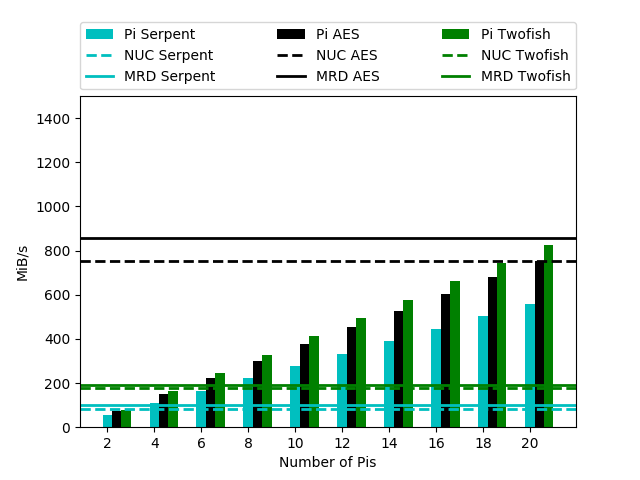 Pi Serpent Pi AES Pi Twofish
NUC Serpent NUC AES NUC Twofish
MRD Serpent MRD AES MRD Twofish
1400
1200
1000
800
600
400
200
0
MiB/s
2 4 6 8 10 12 14 16 18 20
Number of Pis